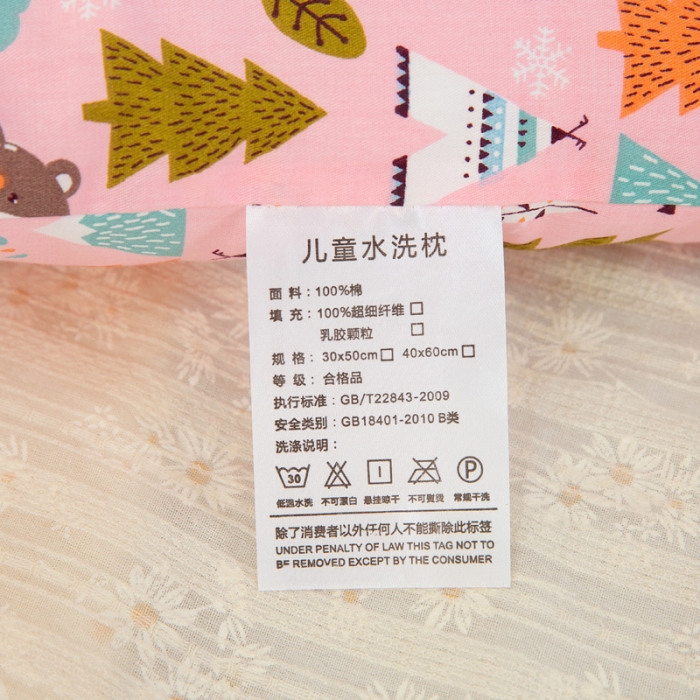 儿童水洗枕
面 料：100%棉
填 充：100%超细纤维 □
乳胶颗粒 □
规 格：30x50cm□ 40x60cm□
等 级：合格品
执行标准：GB/T22843-2009
安全类别：GB18401-2010 B类
洗涤说明：
30 P
低温水洗 不可漂白 悬挂晾干 不可熨烫 常规干洗
除了消费者以外任何人不能撕除此标签
UNDER PENALTY OF LAW THIS TAG NOT TO
BE REMOVED EXCEPT BY THE CONSUMER